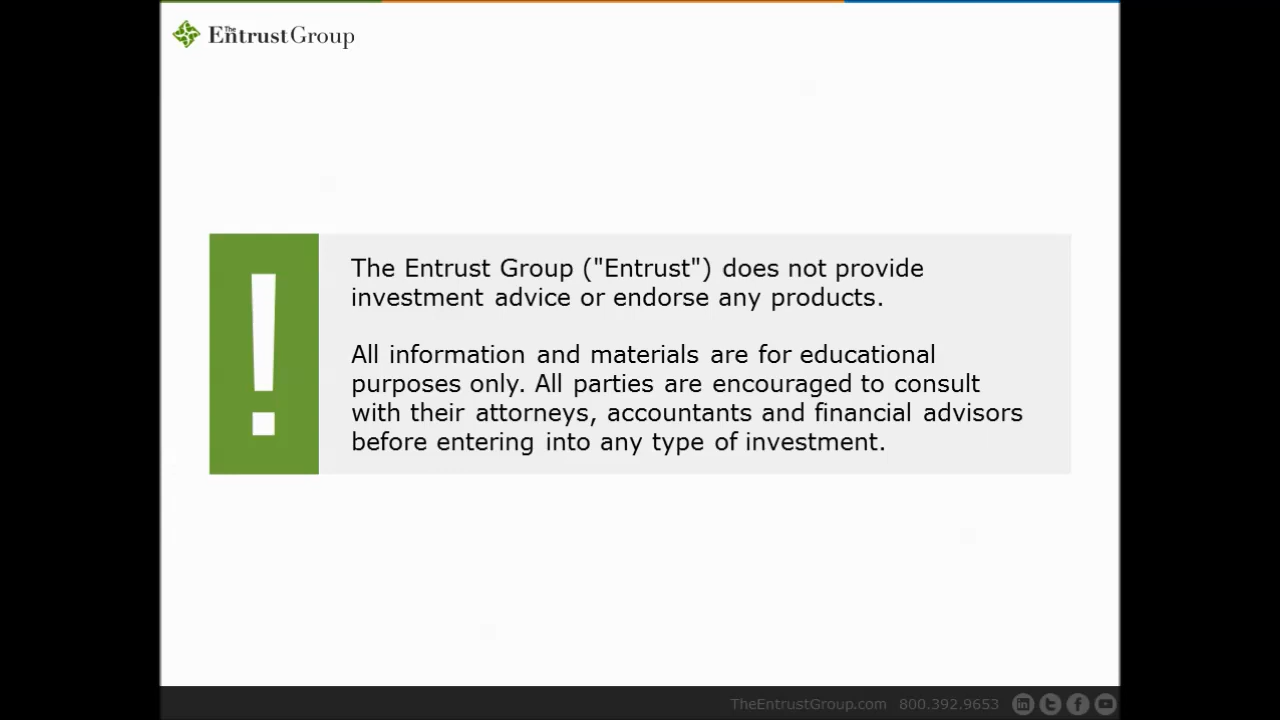 The EntrustGroup
!
The Entrust Group ("Entrust") does not provide
investment advice or endorse any products.
All information and materials are for educational
purposes only. All parties are encouraged to consult
with their attorneys, accountants and financial advisors
before entering into any type of investment.
TheEntrustGroup.com 800.392.9653